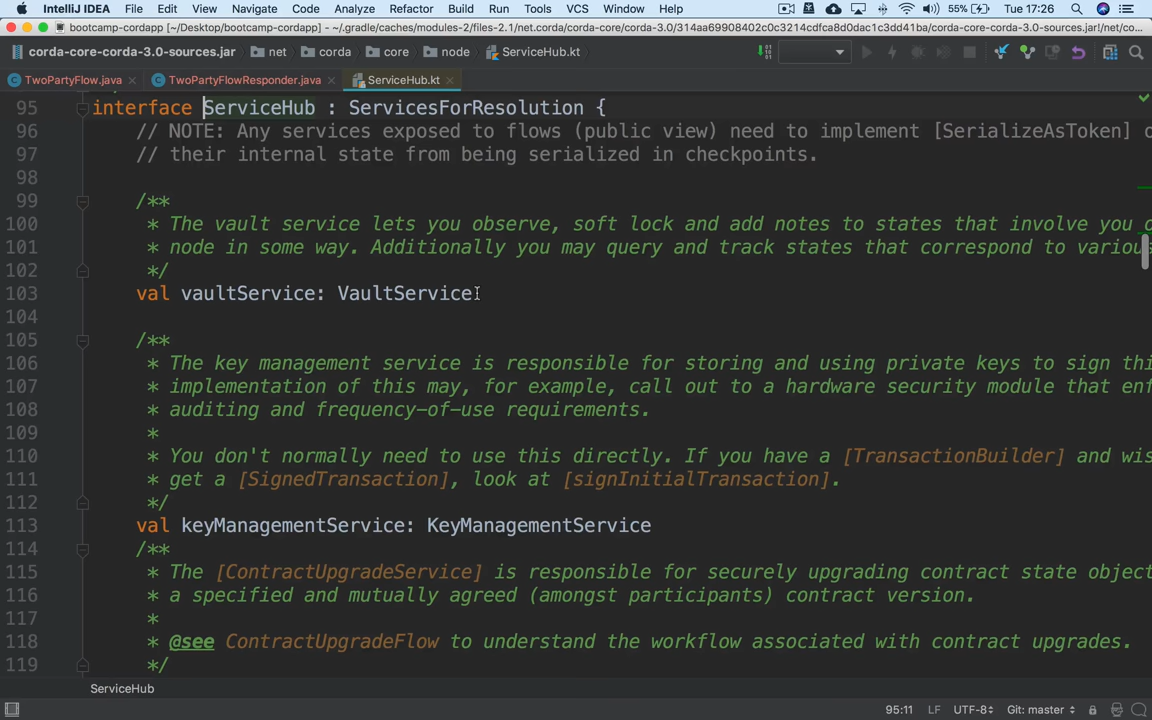 IntelliJ IDEA File Edit View Navigate Code Analyze Refactor Build Run Tools VCS Window Help 55% Tue 17:26
bootcamp-cordapp [~/Desktop/bootcamp-cordapp] - ~/.gradle/caches/modules-2/files-2.1/net.corda/corda-core/corda-3.0/
corda-core-corda-3.0-sources.jar net corda core node ServiceHub.kt
TwoPartyFlow.java TwoPartyFlowResponder.java ServiceHub.kt
95 interface ServiceHub : ServicesForResolution {
96 // NOTE: Any services exposed to flows (public view) need to implement [SerializeAsToken]
97 // their internal state from being serialized in checkpoints.
98
99 /**
100 * The vault service lets you observe, soft lock and add notes to states that involve you
101 * node in some way. Additionally you may query and track states that correspond to various
102 */
103 val vaultService: VaultService
104
105 /**
106 * The key management service is responsible for storing and using private keys to sign thi
107 * implementation of this may, for example, call out to a hardware security module that enf
108 * auditing and frequency-of-use requirements.
109 *
110 * You don't normally need to use this directly. If you have a [TransactionBuilder] and wis
111 * get a [SignedTransaction], look at [signInitialTransaction].
112 */
113 val keyManagementService: KeyManagementService
114 /**
115 * The [ContractUpgradeService] is responsible for securely upgrading contract state object
116 * a specified and mutually agreed (amongst participants) contract version.
117 *
118 * @see ContractUpgradeFlow to understand the workflow associated with contract upgrades.
119 */
ServiceHub
95:11 LF UTF-8 Git: master